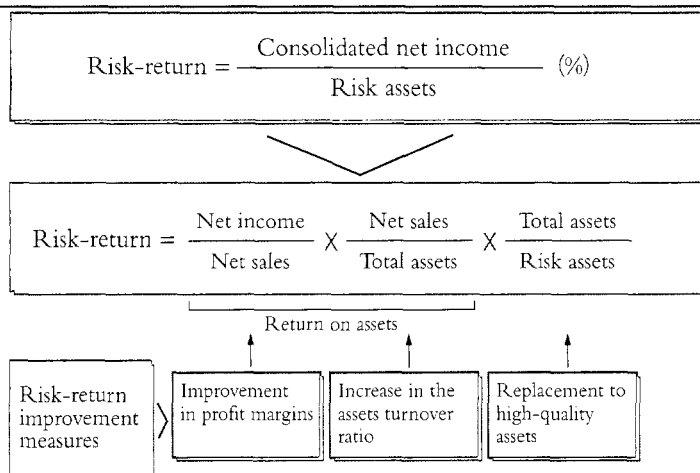 Risk-return = Consolidated net income / Risk assets (%)
Risk-return = Net income / Net sales X Net sales / Total assets X Total assets / Risk assets
Return on assets
Risk-return
improvement
measures
Improvement
in profit margins
Increase in the
assets turnover
ratio
Replacement to
high-quality
assets